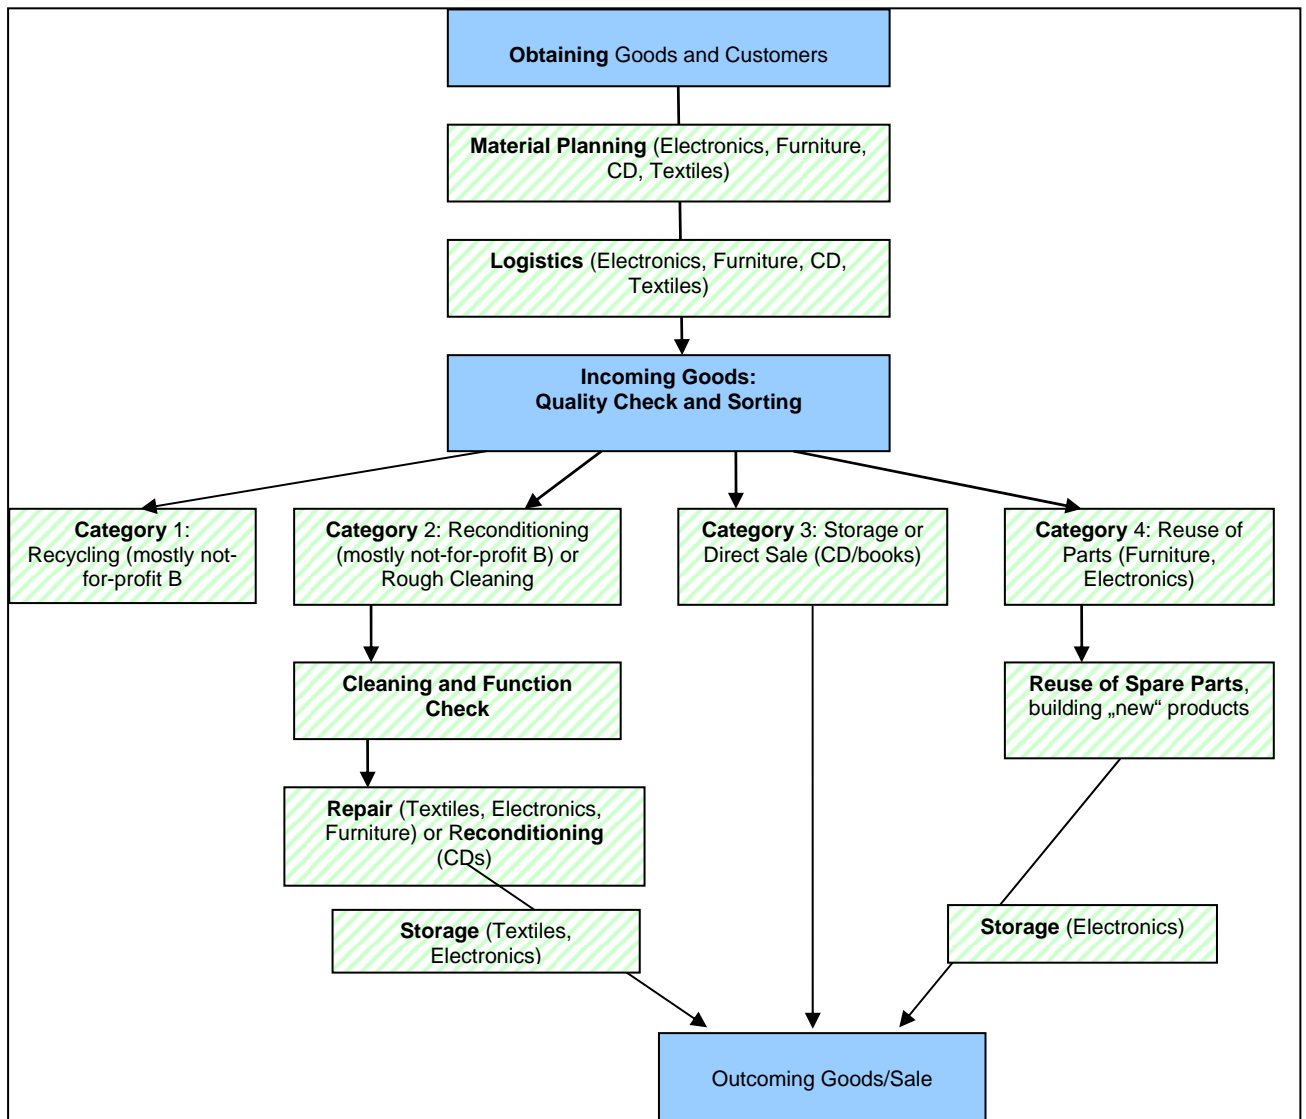 Obtaining Goods and Customers
Material Planning (Electronics, Furniture,
CD, Textiles)
Logistics (Electronics, Furniture, CD,
Textiles)
Incoming Goods:
Quality Check and Sorting
Category 1:
Recycling (mostly not-
for-profit B
Category 2: Reconditioning
(mostly not-for-profit B) or
Rough Cleaning
Category 3: Storage or
Direct Sale (CD/books)
Category 4: Reuse of
Parts (Furniture,
Electronics)
Cleaning and Function
Check
Reuse of Spare Parts,
building „new“ products
Repair (Textiles, Electronics,
Furniture) or Reconditioning
(CDs)
Storage (Textiles,
Electronics)
Storage (Electronics)
Outcoming Goods/Sale